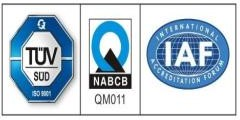 TÜV
SÜD
ISO 9001
NABCB
QM011
INTERNATIONAL
IAF
ACCREDITATION FORUM